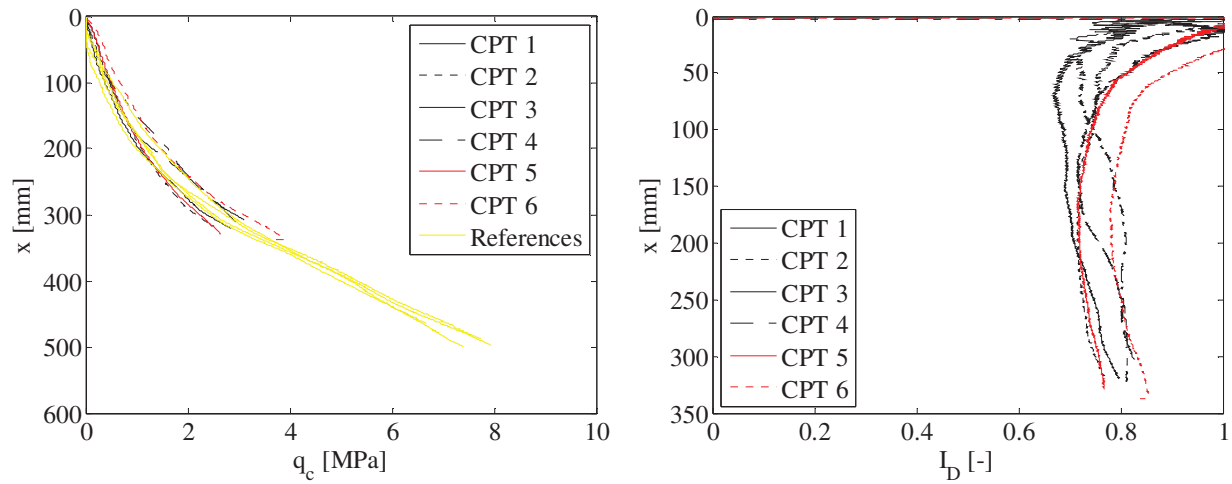 0
100
200
300
400
500
600
x [mm]
0
2
4
6
8
10
q_c [MPa]
CPT 1
CPT 2
CPT 3
CPT 4
CPT 5
CPT 6
References
0
50
100
150
200
250
300
350
x [mm]
0
0.2
0.4
0.6
0.8
1
I_D [-]
CPT 1
CPT 2
CPT 3
CPT 4
CPT 5
CPT 6